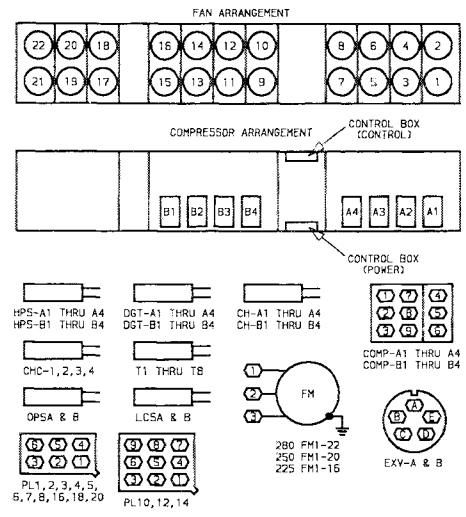 FAN ARRANGEMENT
22 20 18 16 14 12 10 8 6 4 2
21 19 17 15 13 11 9 7 5 3 1
COMPRESSOR ARRANGEMENT
CONTROL BOX
(CONTROL)
B1 B2 B3 B4 A4 A3 A2 A1
CONTROL BOX
(POWER)
HPS-A1 THRU A4
HPS-B1 THRU B4
DGT-A1 THRU A4
DGT-B1 THRU B4
CH-A1 THRU A4
CH-B1 THRU B4
1 7 4
2 8 5
3 9 6
COMP-A1 THRU A4
COMP-B1 THRU B4
CHC-1,2,3,4
T1 THRU T8
OPSA & B
LCSA & B
1
2
3
FM
280 FM1-22
250 FM1-20
225 FM1-16
A
B E
C D
EXV-A & B
6 5 4
3 2 1
PL1,2,3,4,5,
6,7,8,16,18,20
9 8 7
6 5 4
3 2 1
PL10,12,14